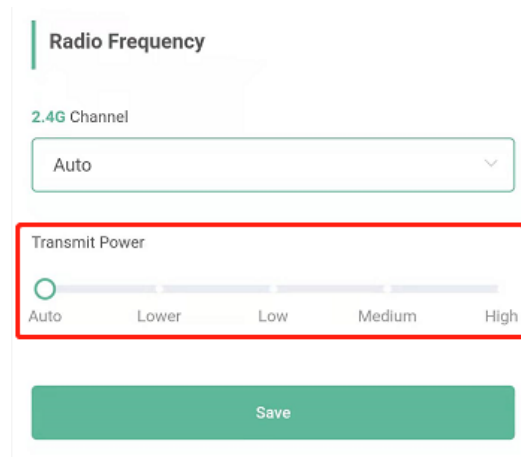 Radio Frequency
2.4G Channel
Auto
Transmit Power
Auto Lower Low Medium High
Save